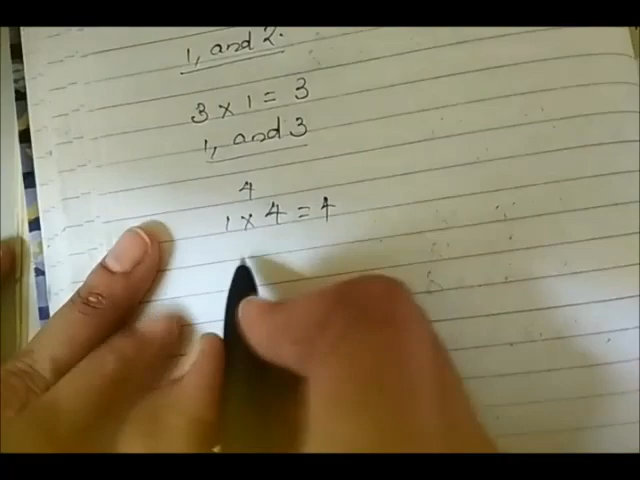 1, and 2.
3 × 1 = 3
1, and 3
4
1 × 4 = 4